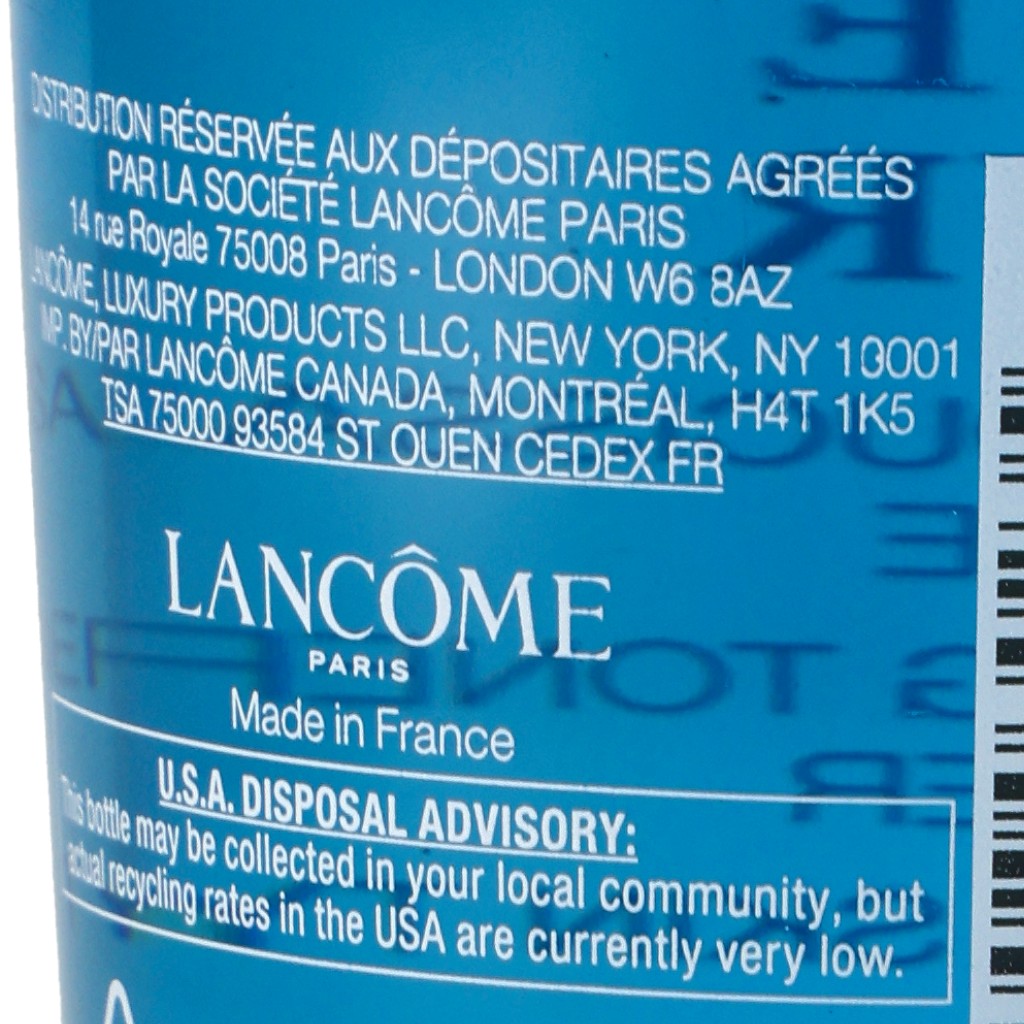 DISTRIBUTION RÉSERVÉE AUX DÉPOSITAIRES AGRÉÉS
PAR LA SOCIÉTÉ LANCÔME PARIS
14 rue Royale 75008 Paris - LONDON W6 8AZ
LANCÔME, LUXURY PRODUCTS LLC, NEW YORK, NY 10001
IMP. BY/PAR LANCÔME CANADA, MONTRÉAL, H4T 1K5
TSA 75000 93584 ST OUEN CEDEX FR
LANCÔME
PARIS
Made in France
U.S.A. DISPOSAL ADVISORY:
This bottle may be collected in your local community, but
actual recycling rates in the USA are currently very low.